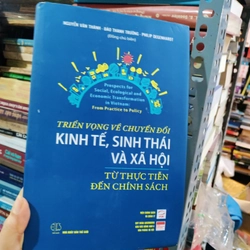 NGUYỄN VĂN THÀNH - ĐINH THANH TRƯỜNG - PHILIP DEGENHARDT
(Đồng chủ biên)
Prospects for
Social, Ecological and
Economic Transformation
in Vietnam:
From Practice to Policy
TRIỂN VỌNG VỀ CHUYỂN ĐỔI
KINH TẾ, SINH THÁI
VÀ XÃ HỘI
TỪ THỰC TIỄN
ĐẾN CHÍNH SÁCH